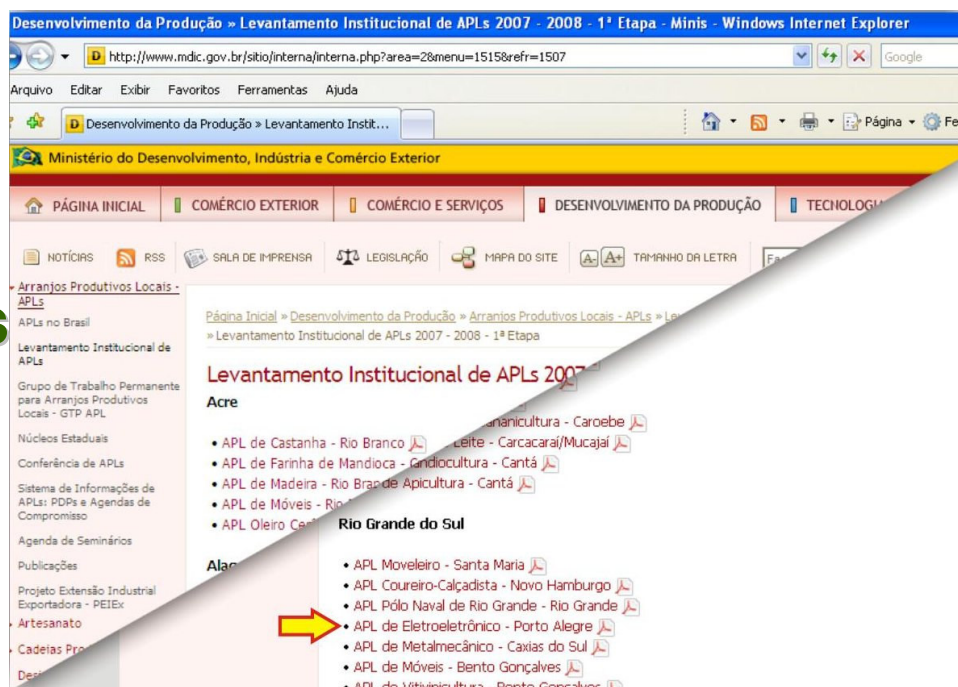 Desenvolvimento da Produção » Levantamento Institucional de APLs 2007 - 2008 - 1ª Etapa - Minis - Windows Internet Explorer
http://www.mdic.gov.br/sitio/interna/interna.php?area=2&menu=1515&refr=1507
Google
Arquivo Editar Exibir Favoritos Ferramentas Ajuda
Desenvolvimento da Produção » Levantamento Instit...
Página
Ministério do Desenvolvimento, Indústria e Comércio Exterior
PÁGINA INICIAL COMÉRCIO EXTERIOR COMÉRCIO E SERVIÇOS DESENVOLVIMENTO DA PRODUÇÃO
NOTÍCIAS RSS SALA DE IMPRENSA LEGISLAÇÃO MAPA DO SITE A- A+ TAMANHO DA LETRA
Arranjos Produtivos Locais -
APLs
APLs no Brasil
Levantamento Institucional de
APLs
Grupo de Trabalho Permanente
para Arranjos Produtivos
Locais - GTP APL
Núcleos Estaduais
Conferência de APLs
Sistema de Informações de
APLs: PDPs e Agendas de
Compromisso
Agenda de Seminários
Publicações
Projeto Extensão Industrial
Exportadora - PEIEx
Artesanato
Cadeias
Página Inicial » Desenvolvimento da Produção » Arranjos Produtivos Locais - APLs »
» Levantamento Institucional de APLs 2007 - 2008 - 1ª Etapa
Levantamento Institucional de APLs 2007
Acre
• APL de Castanha - Rio Branco
• APL de Farinha de Mandioca -
• APL de Madeira - Rio
• APL de Móveis -
• APL Oleiro
- Caroebe
Leite - Carcacaraí/Mucajaí
- Cantá
de Apicultura - Cantá
Rio Grande do Sul
• APL Moveleiro - Santa Maria
• APL Coureiro-Calçadista - Novo Hamburgo
• APL Pólo Naval de Rio Grande - Rio Grande
• APL de Eletroeletrônico - Porto Alegre
• APL de Metalmecânico - Caxias do Sul
• APL de Móveis - Bento Gonçalves
• APL de Vitivinicultura - Bento Gonçalves